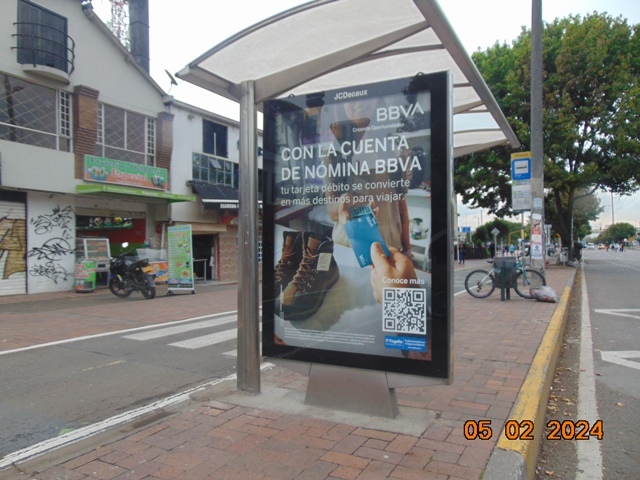 JCDecaux
BBVA
Creando Oportunidades
CON LA CUENTA
DE NÓMINA BBVA
tu tarjeta débito se convierte
en más destinos para viajar.
Conoce más
05 02 2024